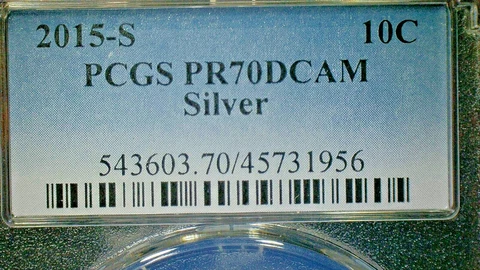 2015-S 10C
PCGS PR70DCAM
Silver
543603.70/45731956